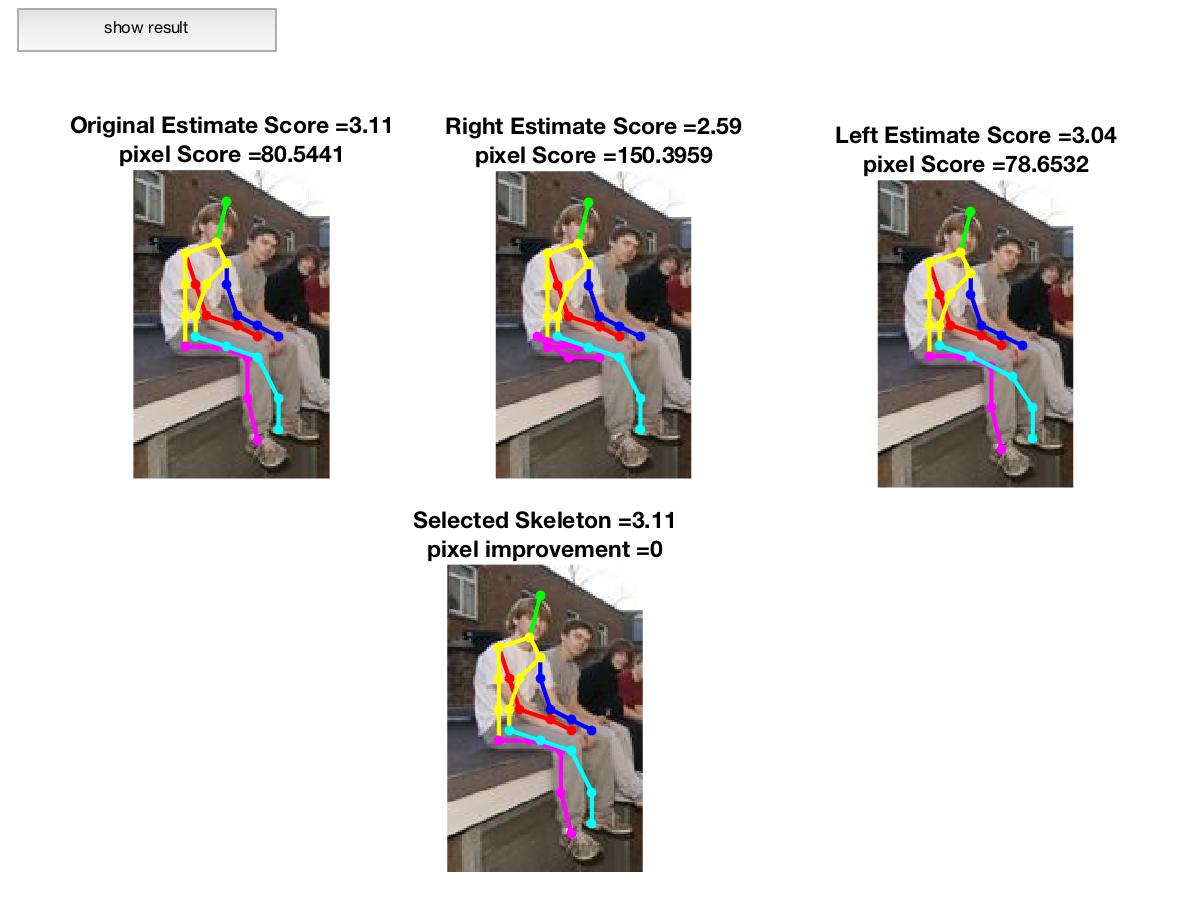 show result
Original Estimate Score =3.11
pixel Score =80.5441
Right Estimate Score =2.59
pixel Score =150.3959
Left Estimate Score =3.04
pixel Score =78.6532
Selected Skeleton =3.11
pixel improvement =0